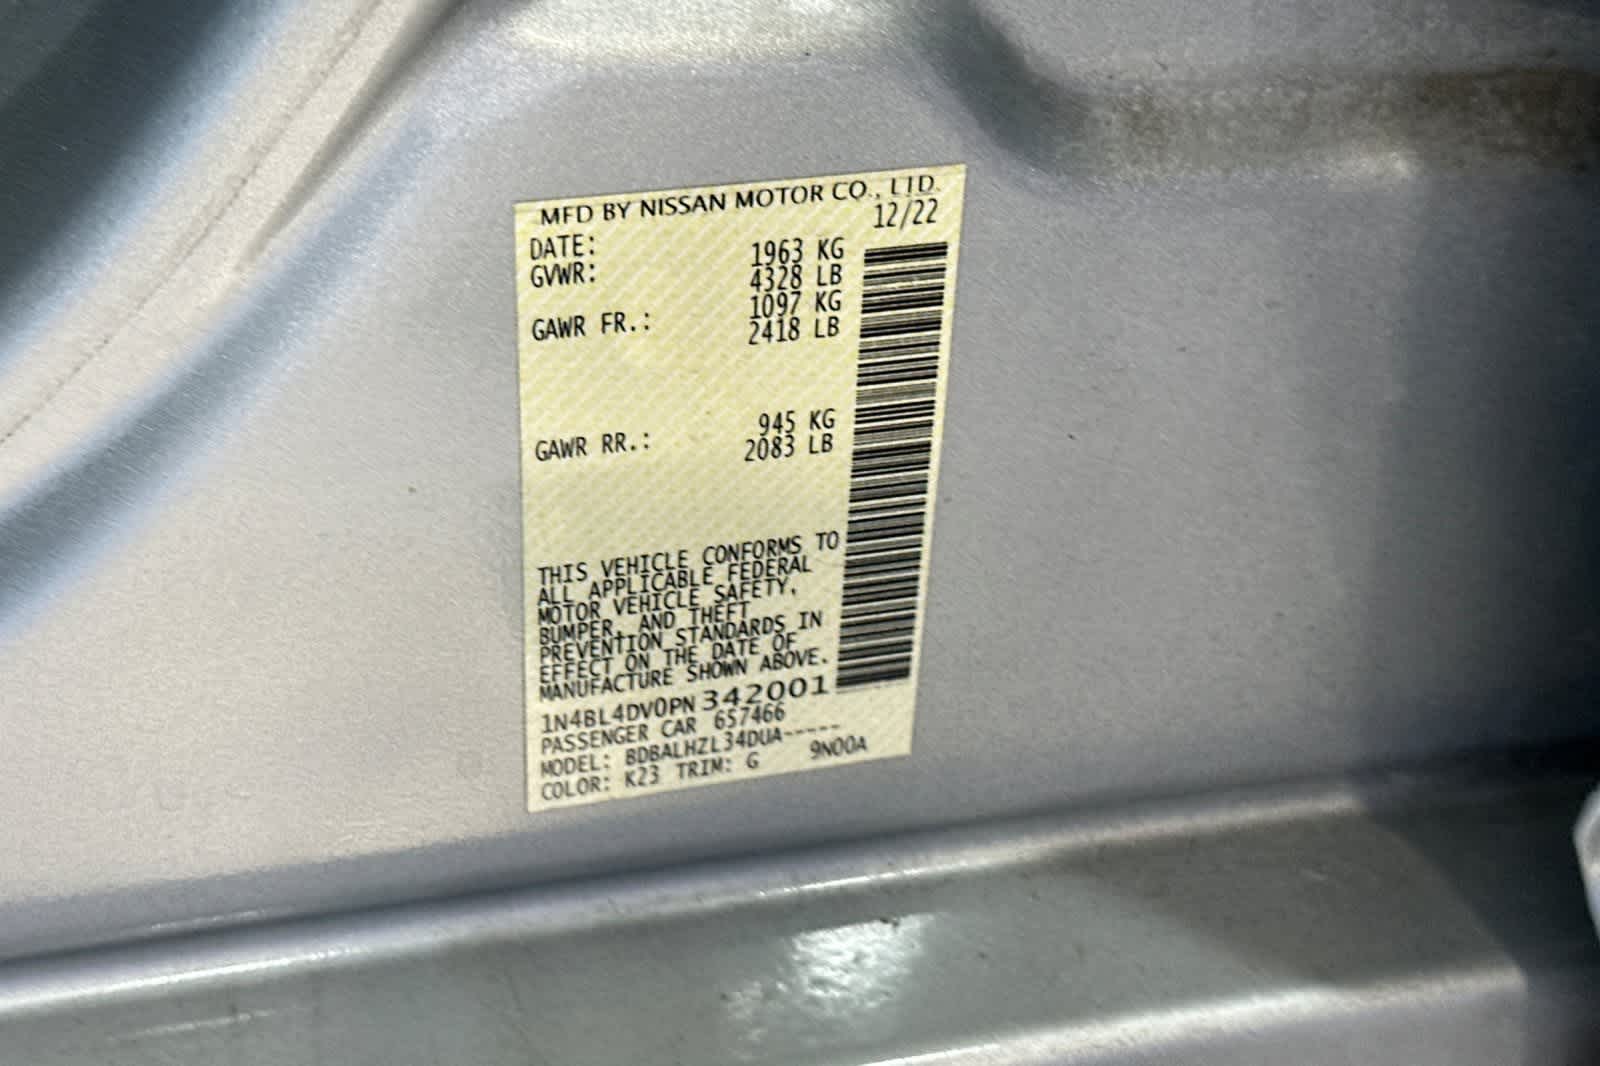 MFD BY NISSAN MOTOR CO., LTD.
DATE: 12/22
GVWR: 1963 KG
4328 LB
GAWR FR.: 1097 KG
2418 LB
GAWR RR.: 945 KG
2083 LB
THIS VEHICLE CONFORMS TO
ALL APPLICABLE FEDERAL
MOTOR VEHICLE SAFETY,
BUMPER, AND THEFT
PREVENTION STANDARDS IN
EFFECT ON THE DATE OF
MANUFACTURE SHOWN ABOVE.
1N4BL4DV0PN342001
PASSENGER CAR 657466
MODEL: BDBALHZL34DUA-----
COLOR: K23 TRIM: G 9N00A